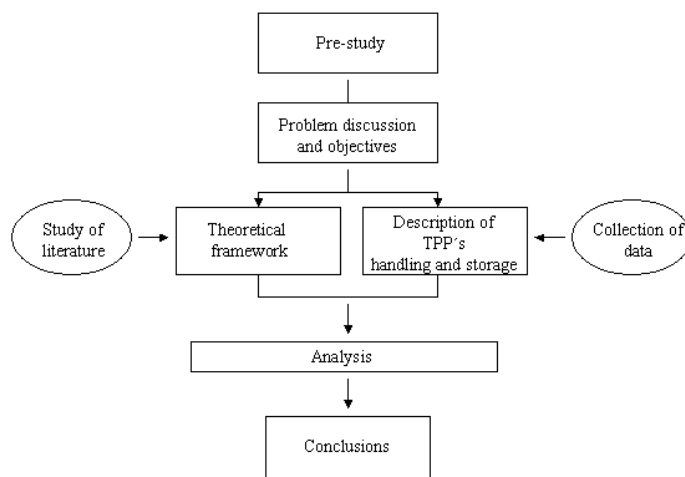 Pre-study
Problem discussion
and objectives
Study of
literature
Theoretical
framework
Description of
TPP´s
handling and storage
Collection of
data
Analysis
Conclusions